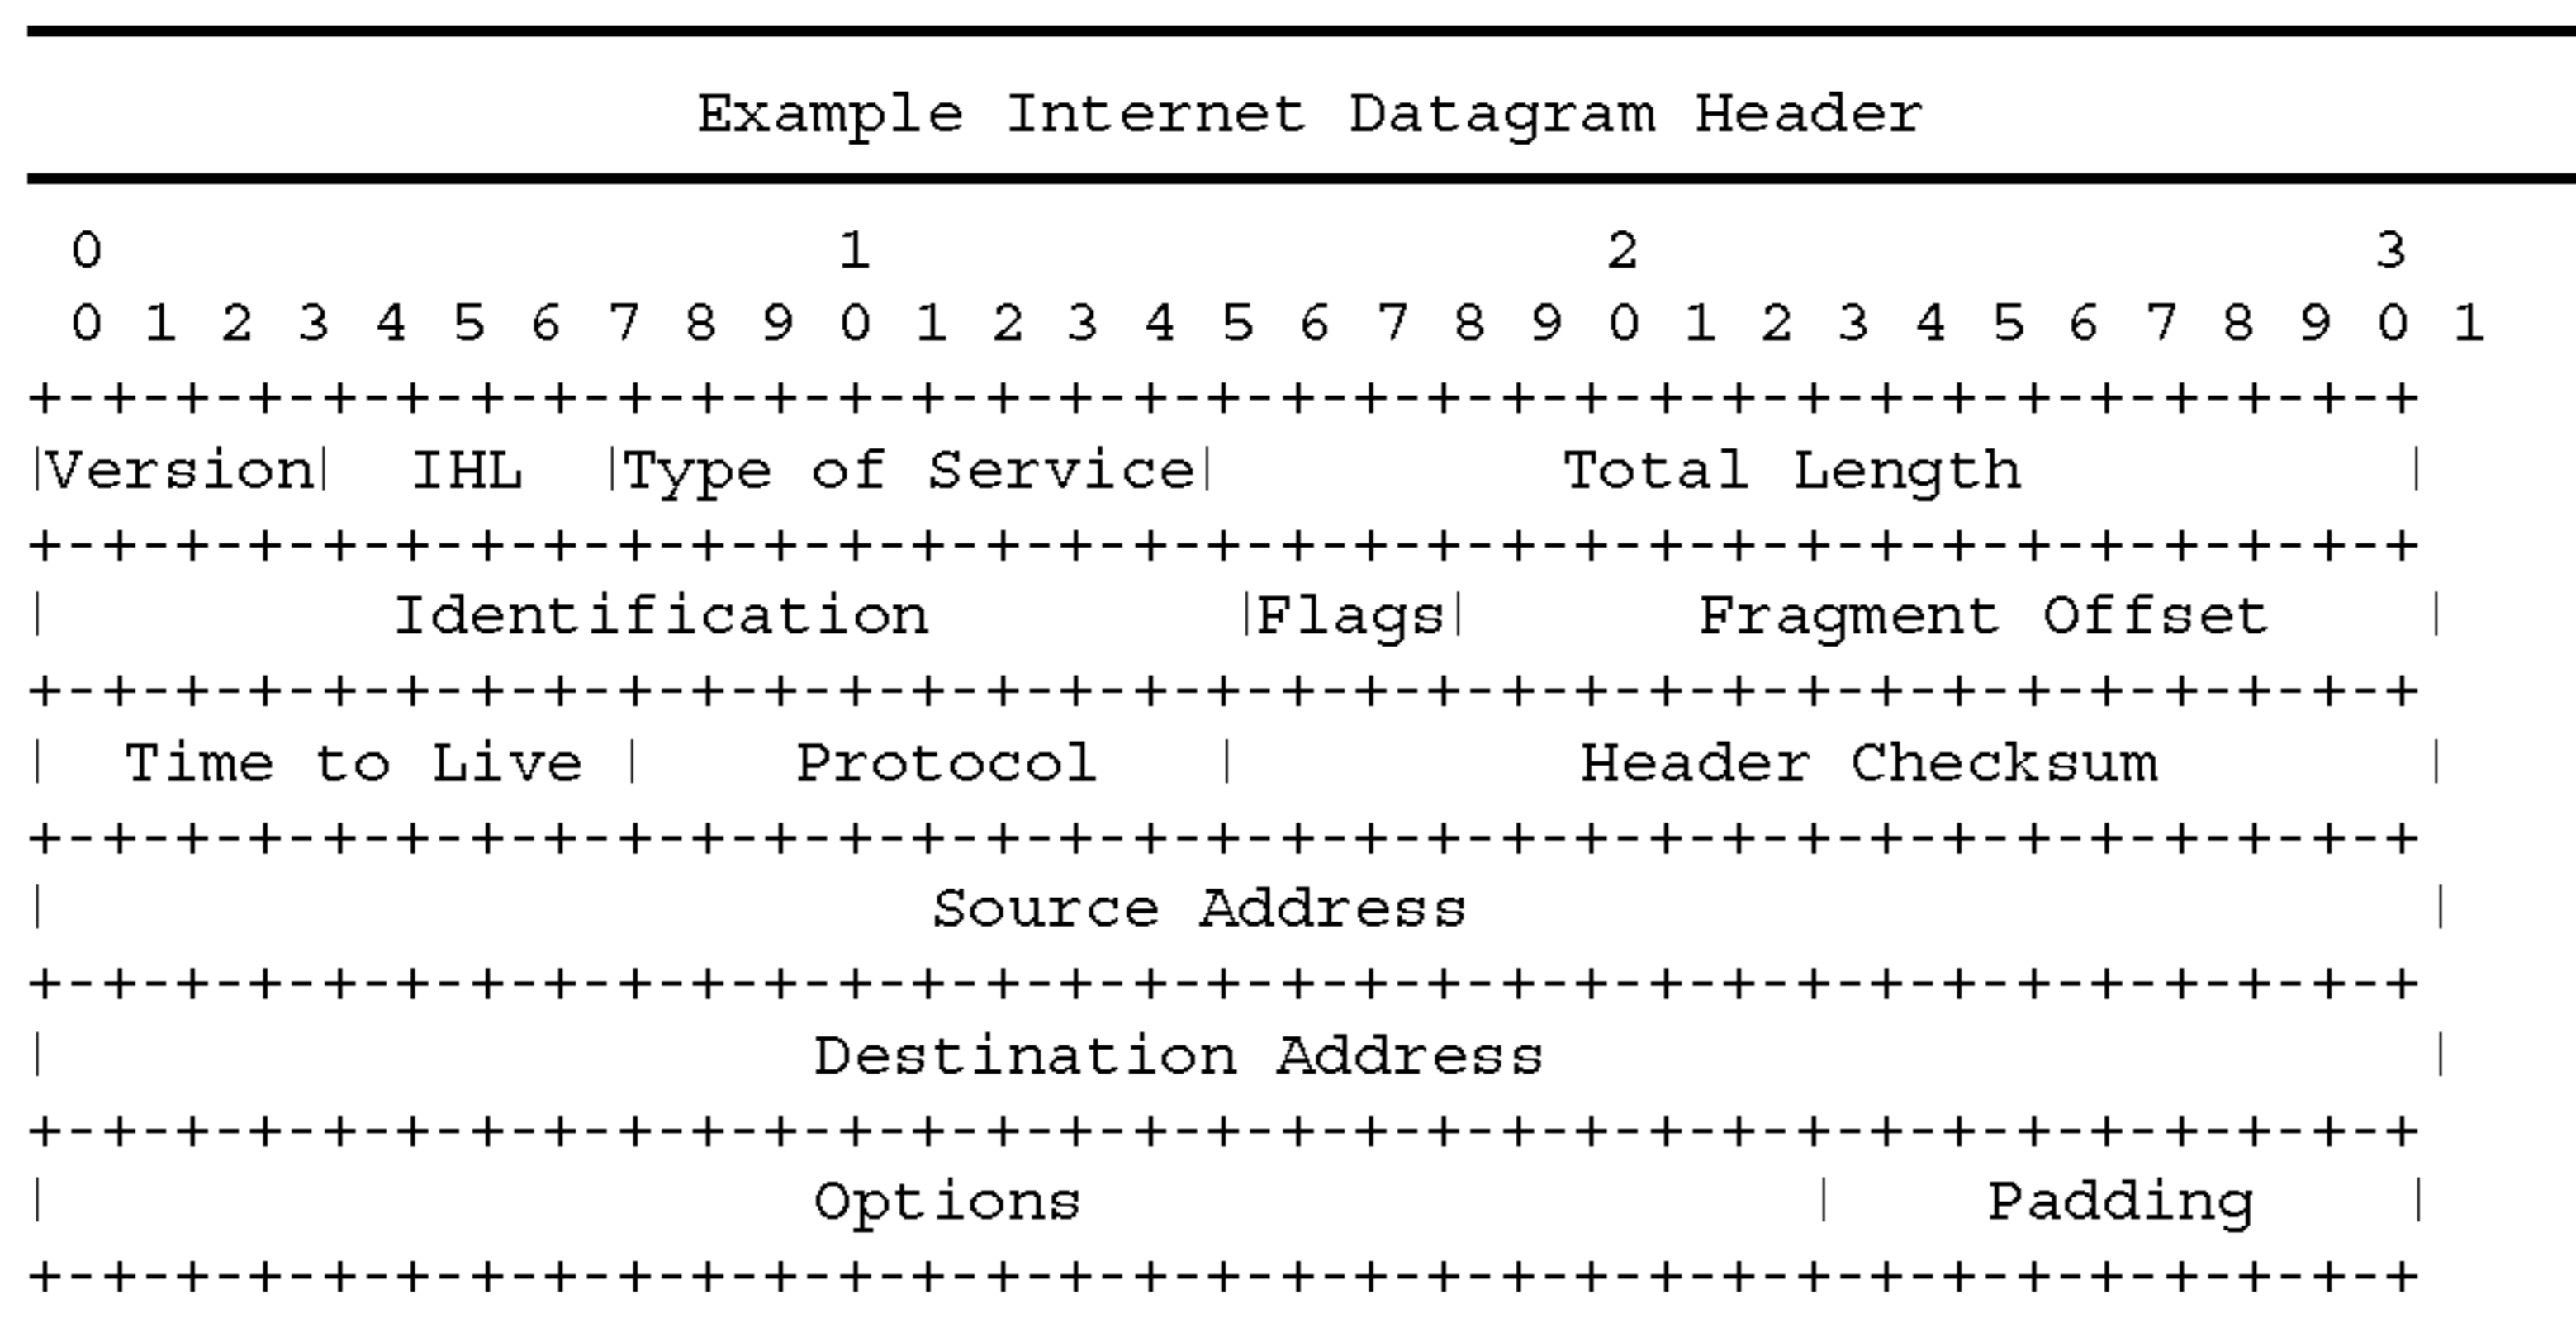 Example Internet Datagram Header
0                   1                   2                   3
0 1 2 3 4 5 6 7 8 9 0 1 2 3 4 5 6 7 8 9 0 1 2 3 4 5 6 7 8 9 0 1
+-+-+-+-+-+-+-+-+-+-+-+-+-+-+-+-+-+-+-+-+-+-+-+-+-+-+-+-+-+-+-+-+
|Version|  IHL  |Type of Service|          Total Length         |
+-+-+-+-+-+-+-+-+-+-+-+-+-+-+-+-+-+-+-+-+-+-+-+-+-+-+-+-+-+-+-+-+
|         Identification        |Flags|      Fragment Offset    |
+-+-+-+-+-+-+-+-+-+-+-+-+-+-+-+-+-+-+-+-+-+-+-+-+-+-+-+-+-+-+-+-+
|  Time to Live |    Protocol   |         Header Checksum       |
+-+-+-+-+-+-+-+-+-+-+-+-+-+-+-+-+-+-+-+-+-+-+-+-+-+-+-+-+-+-+-+-+
|                       Source Address                          |
+-+-+-+-+-+-+-+-+-+-+-+-+-+-+-+-+-+-+-+-+-+-+-+-+-+-+-+-+-+-+-+-+
|                    Destination Address                        |
+-+-+-+-+-+-+-+-+-+-+-+-+-+-+-+-+-+-+-+-+-+-+-+-+-+-+-+-+-+-+-+-+
|                    Options                    |    Padding    |
+-+-+-+-+-+-+-+-+-+-+-+-+-+-+-+-+-+-+-+-+-+-+-+-+-+-+-+-+-+-+-+-+